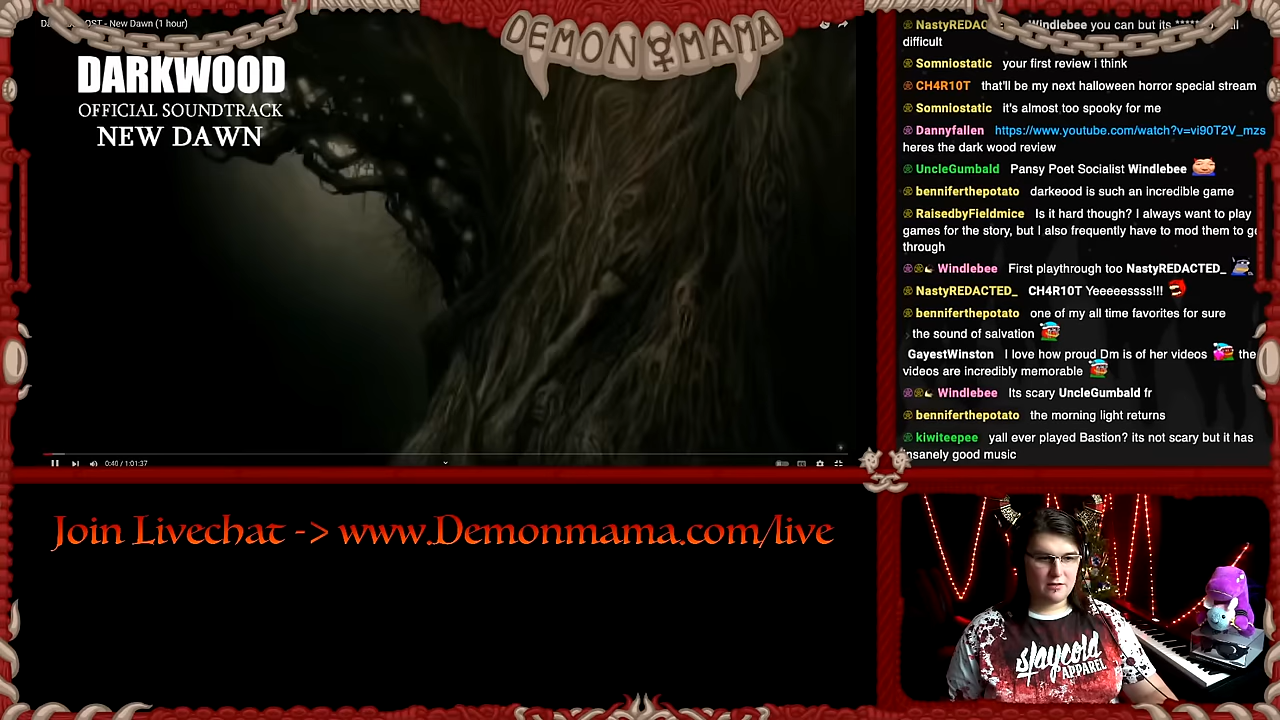 OST - New Dawn (1 hour)
DEMON MAMA
DARKWOOD
OFFICIAL SOUNDTRACK
NEW DAWN
0:40 / 1:01:37
Windlebee you can but its
difficult
Somniostatic your first review i think
CH4R10T that'll be my next halloween horror special stream
Somniostatic it's almost too spooky for me
Dannyfallen https://www.youtube.com/watch?v=vi90T2V_mzs
heres the dark wood review
UncleGumbald Pansy Poet Socialist Windlebee
benniferthepotato darkeood is such an incredible game
RaisedbyFieldmice Is it hard though? I always want to play
games for the story, but I also frequently have to mod them to go
through
Windlebee First playthrough too NastyREDACTED_
NastyREDACTED_ CH4R10T Yeeeeessss!!!
benniferthepotato one of my all time favorites for sure
the sound of salvation
GayestWinston I love how proud Dm is of her videos the
videos are incredibly memorable
Windlebee Its scary UncleGumbald fr
benniferthepotato the morning light returns
kiwiteepee yall ever played Bastion? its not scary but it has
insanely good music
Join Livechat -> www.Demonmama.com/live
staycold
APPAREL